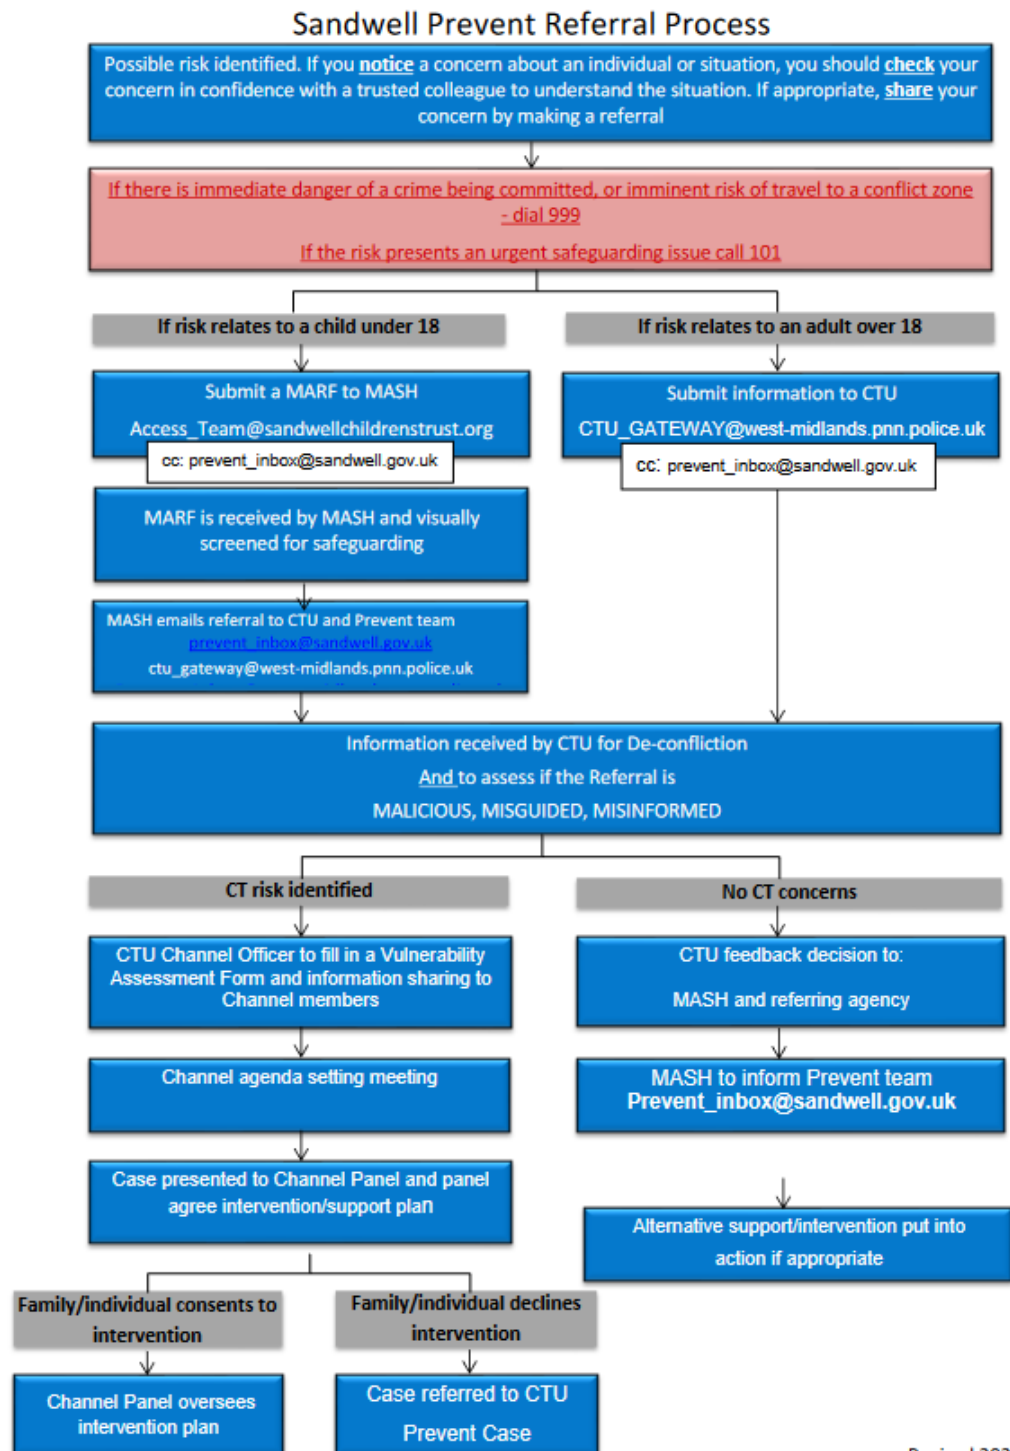 Sandwell Prevent Referral Process
Possible risk identified. If you notice a concern about an individual or situation, you should check your
concern in confidence with a trusted colleague to understand the situation. If appropriate, share your
concern by making a referral
If there is immediate danger of a crime being committed, or imminent risk of travel to a conflict zone
- dial 999
If the risk presents an urgent safeguarding issue call 101
If risk relates to a child under 18
Submit a MARF to MASH
Access_Team@sandwellchildrenstrust.org
cc: prevent_inbox@sandwell.gov.uk
MARF is received by MASH and visually
screened for safeguarding
MASH emails referral to CTU and Prevent team
prevent_inbox@sandwell.gov.uk
ctu_gateway@west-midlands.pnn.police.uk
If risk relates to an adult over 18
Submit information to CTU
CTU_GATEWAY@west-midlands.pnn.police.uk
cc: prevent_inbox@sandwell.gov.uk
Information received by CTU for De-confliction
And to assess if the Referral is
MALICIOUS, MISGUIDED, MISINFORMED
CT risk identified
CTU Channel Officer to fill in a Vulnerability
Assessment Form and information sharing to
Channel members
Channel agenda setting meeting
Case presented to Channel Panel and panel
agree intervention/support plan
Family/individual consents to
intervention
Channel Panel oversees
intervention plan
Family/individual declines
intervention
Case referred to CTU
Prevent Case
No CT concerns
CTU feedback decision to:
MASH and referring agency
MASH to inform Prevent team
Prevent_inbox@sandwell.gov.uk
Alternative support/intervention put into
action if appropriate